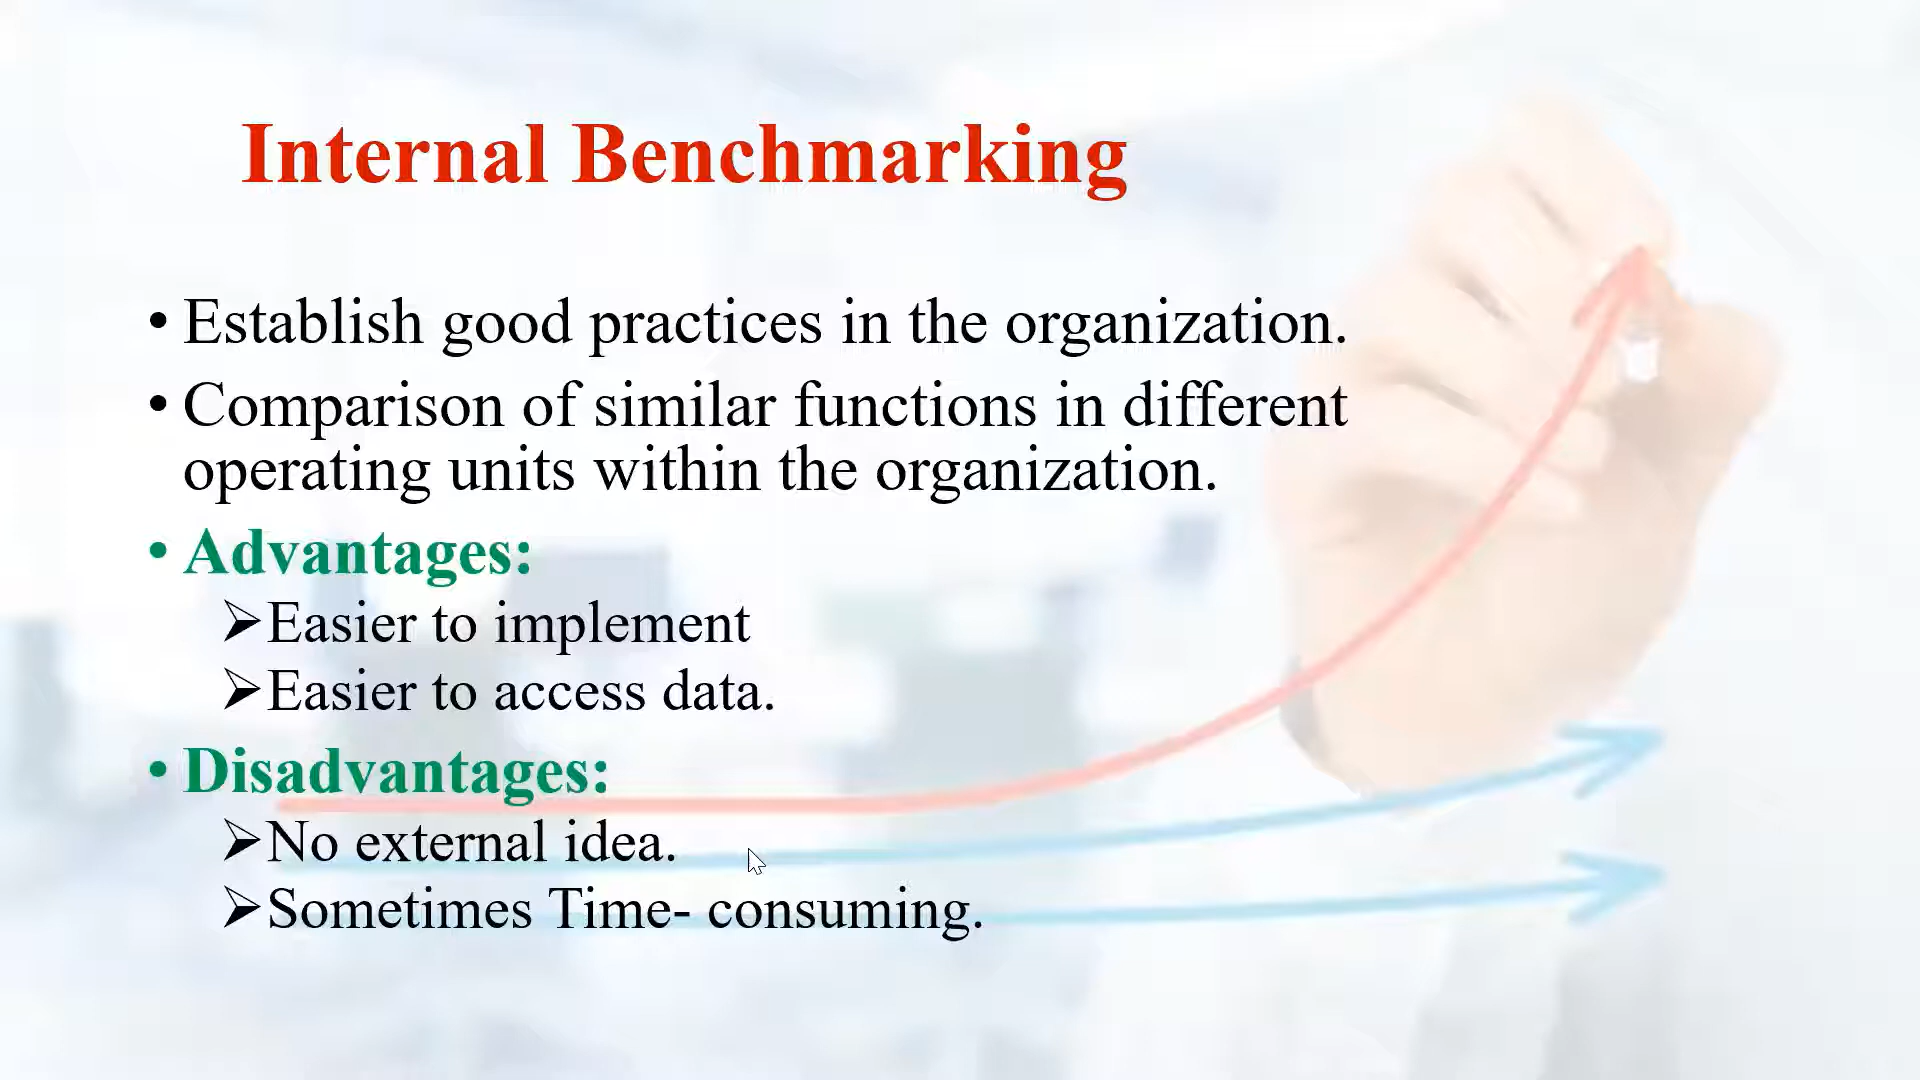 Internal Benchmarking
• Establish good practices in the organization.
• Comparison of similar functions in different
operating units within the organization.
• Advantages:
➢Easier to implement
➢Easier to access data.
• Disadvantages:
➢No external idea.
➢Sometimes Time- consuming.